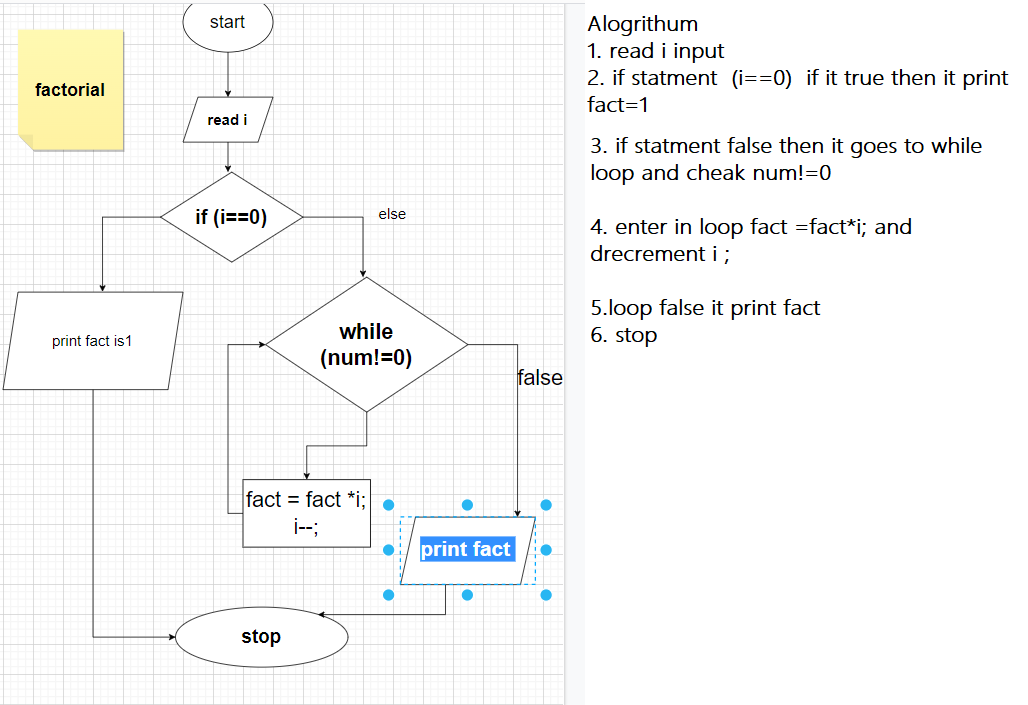 start
factorial
read i
if (i==0)
else
print fact is1
while
(num!=0)
false
fact = fact *i;
i--;
print fact
stop
Alogrithum
1. read i input
2. if statment (i==0) if it true then it print
fact=1
3. if statment false then it goes to while
loop and cheak num!=0
4. enter in loop fact =fact*i; and
drecrement i ;
5.loop false it print fact
6. stop